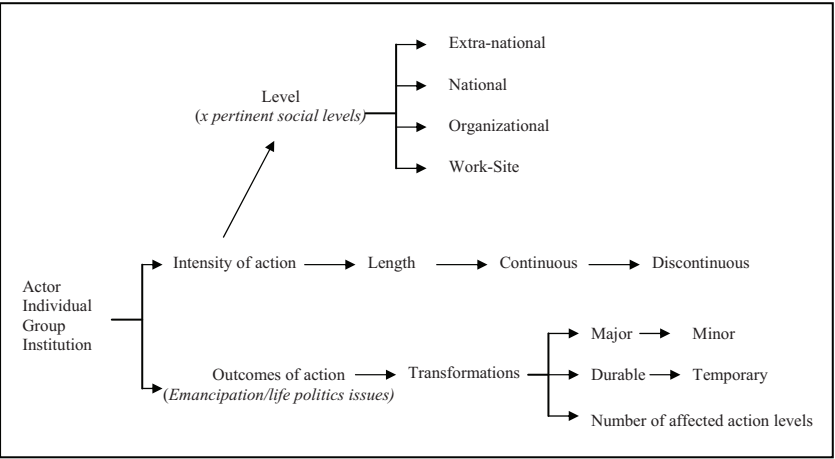 Extra-national
National
Level
(x pertinent social levels)
Organizational
Work-Site
Intensity of action
Length
Continuous
Discontinuous
Actor
Individual
Group
Institution
Outcomes of action
(Emancipation/life politics issues)
Transformations
Major
Minor
Durable
Temporary
Number of affected action levels